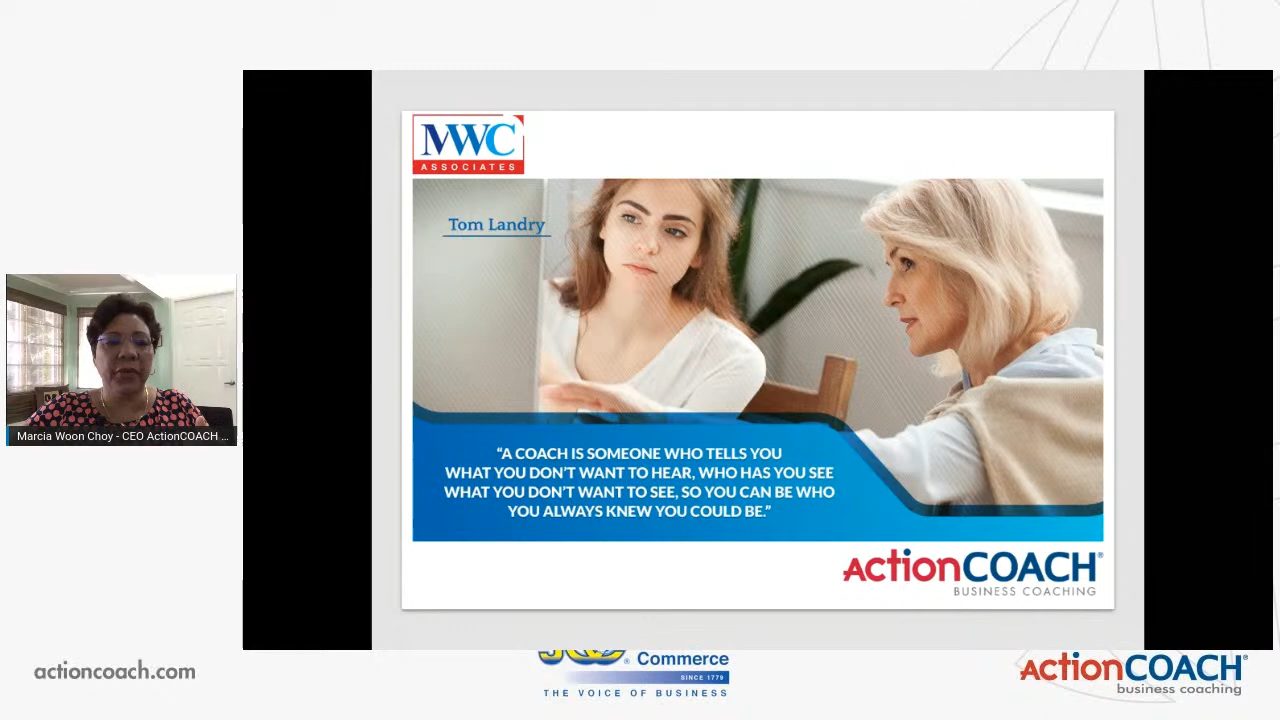 MWC
ASSOCIATES
Tom Landry
“A COACH IS SOMEONE WHO TELLS YOU
WHAT YOU DON’T WANT TO HEAR, WHO HAS YOU SEE
WHAT YOU DON’T WANT TO SEE, SO YOU CAN BE WHO
YOU ALWAYS KNEW YOU COULD BE.”
ActionCOACH®
BUSINESS COACHING
Marcia Woon Choy - CEO ActionCOACH ...
actioncoach.com
® Commerce
SINCE 1779
THE VOICE OF BUSINESS
ActionCOACH®
business coaching